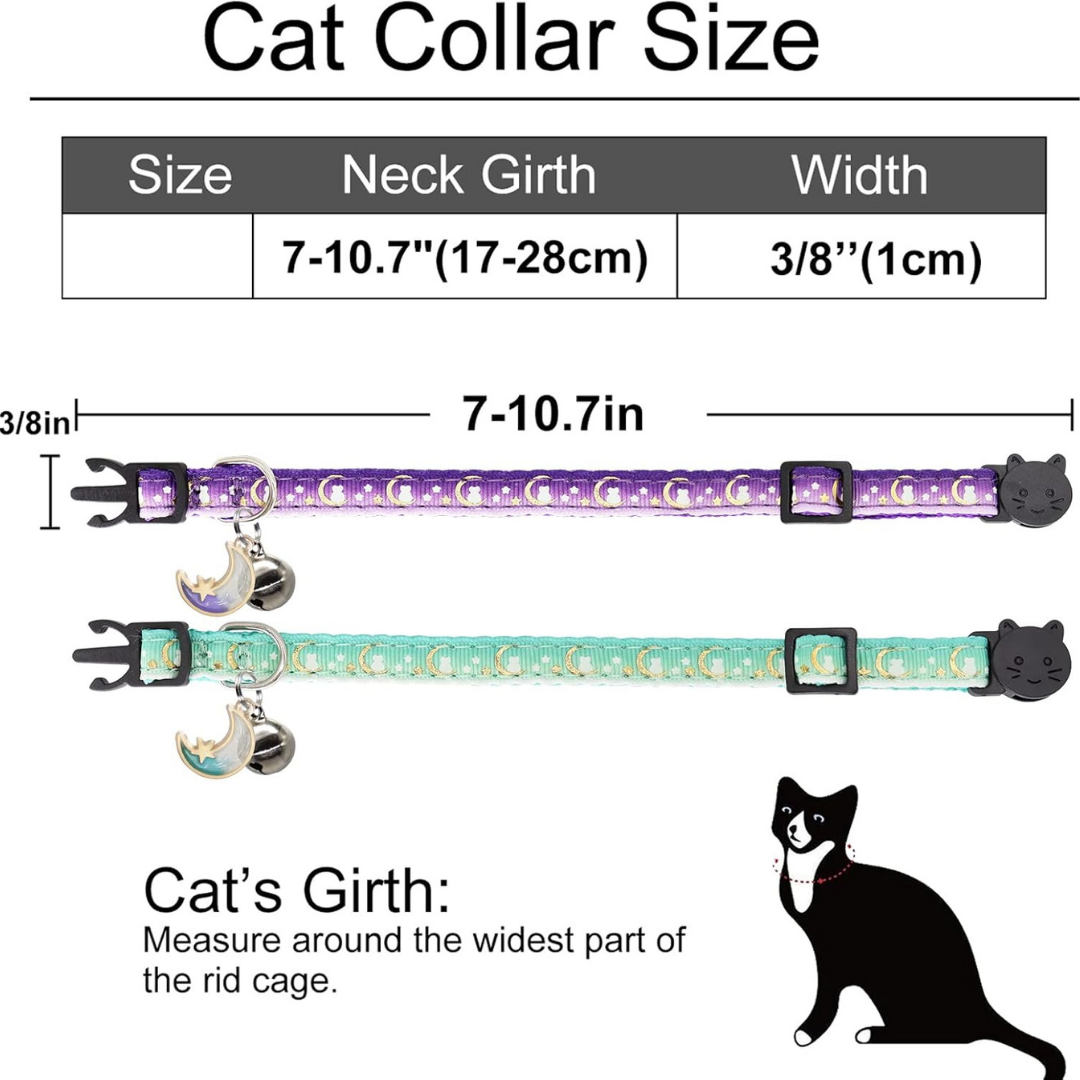 Cat Collar Size
Size Neck Girth Width
7-10.7"(17-28cm) 3/8’’(1cm)
7-10.7in
3/8in
Cat’s Girth:
Measure around the widest part of
the rid cage.